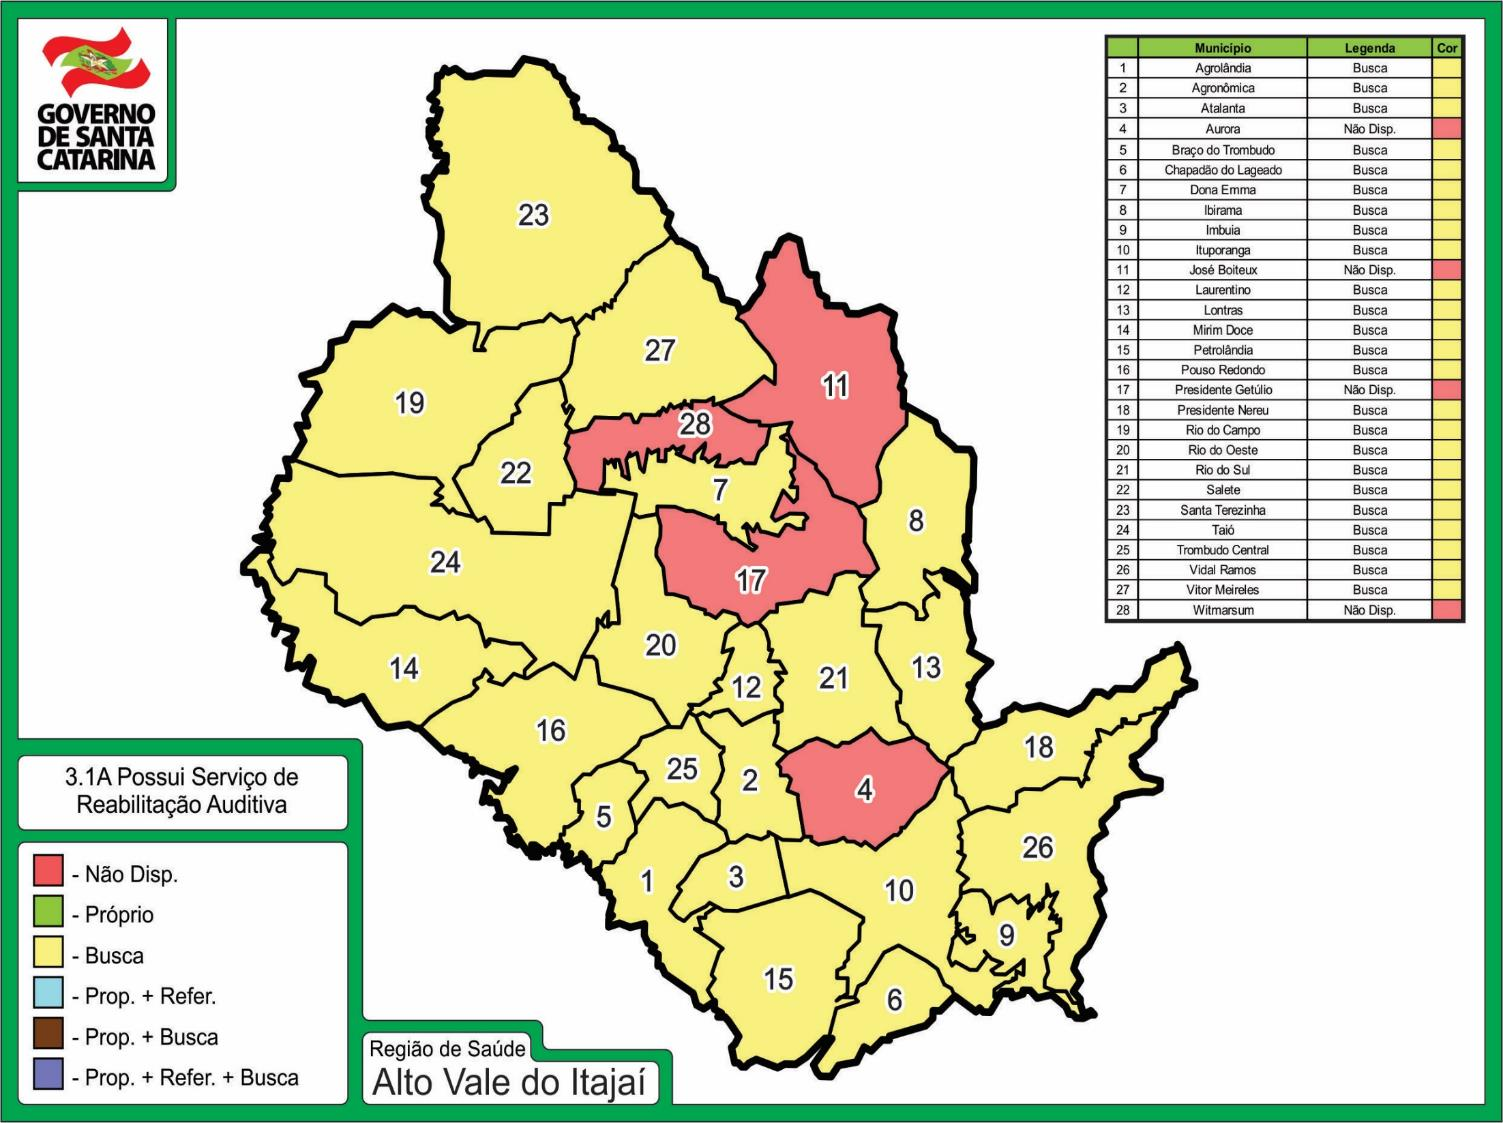 GOVERNO
DE SANTA
CATARINA
Município Legenda Cor
1 Agrolândia Busca
2 Agronômica Busca
3 Atalanta Busca
4 Aurora Não Disp.
5 Braço do Trombudo Busca
6 Chapadão do Lageado Busca
7 Dona Emma Busca
8 Ibirama Busca
9 Imbuia Busca
10 Ituporanga Busca
11 José Boiteux Não Disp.
12 Laurentino Busca
13 Lontras Busca
14 Mirim Doce Busca
15 Petrolândia Busca
16 Pouso Redondo Busca
17 Presidente Getúlio Não Disp.
18 Presidente Nereu Busca
19 Rio do Campo Busca
20 Rio do Oeste Busca
21 Rio do Sul Busca
22 Salete Busca
23 Santa Terezinha Busca
24 Taió Busca
25 Trombudo Central Busca
26 Vidal Ramos Busca
27 Vitor Meireles Busca
28 Witmarsum Não Disp.
23
27
11
19
28
22
7
8
24
17
20
14
12
21
13
16
18
25
2
4
5
26
1
3
10
9
15
6
3.1A Possui Serviço de
Reabilitação Auditiva
- Não Disp.
- Próprio
- Busca
- Prop. + Refer.
- Prop. + Busca
- Prop. + Refer. + Busca
Região de Saúde
Alto Vale do Itajaí